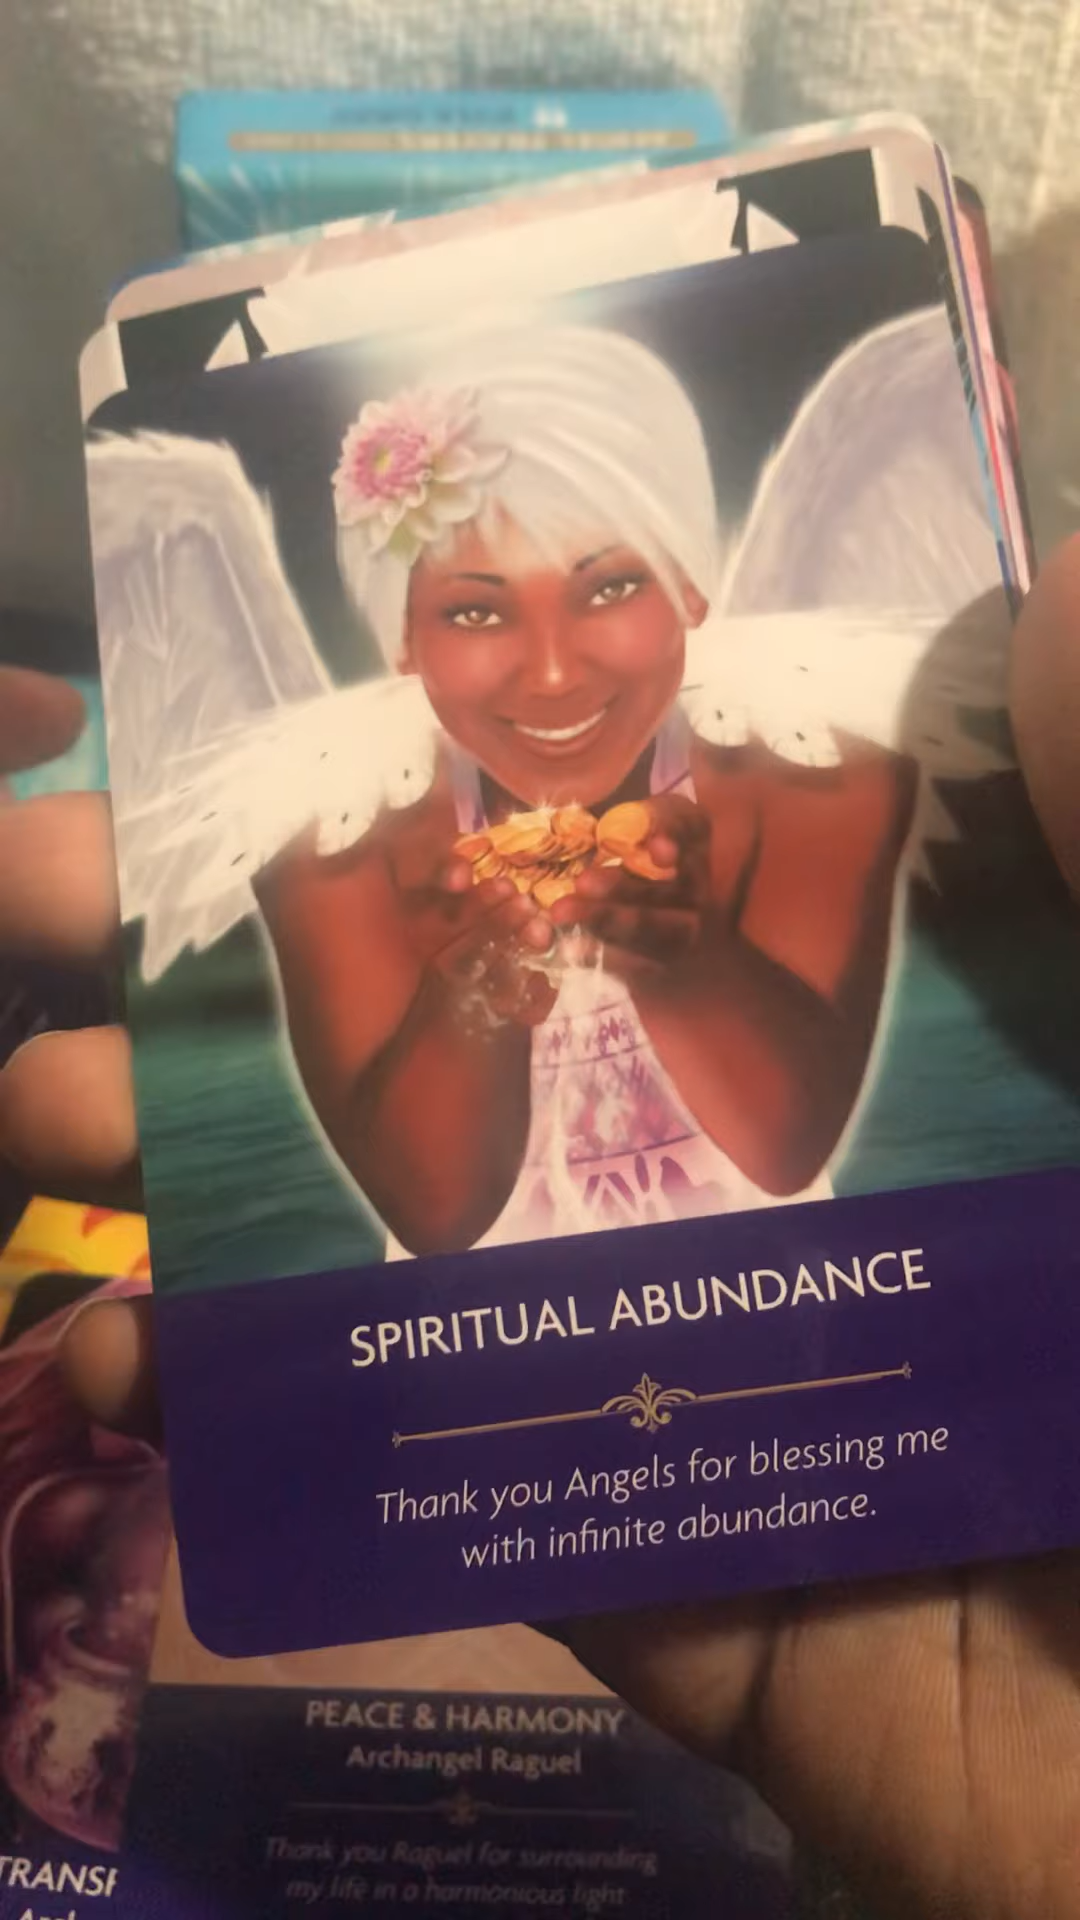 SPIRITUAL ABUNDANCE
Thank you Angels for blessing me
with infinite abundance.
PEACE & HARMONY
Archangel Raguel
Thank you Raguel for surrounding
my life in a harmonious light
TRANSF